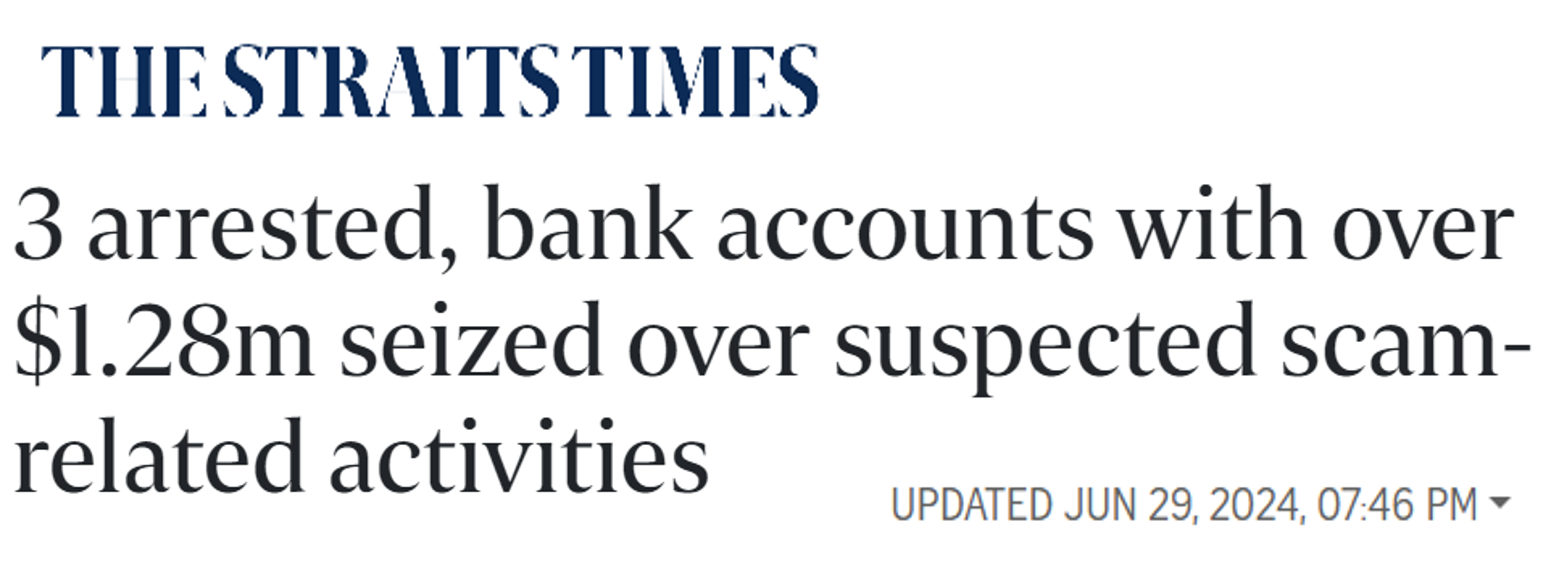 THE STRAITS TIMES
3 arrested, bank accounts with over
$1.28m seized over suspected scam-
related activities
UPDATED JUN 29, 2024, 07:46 PM